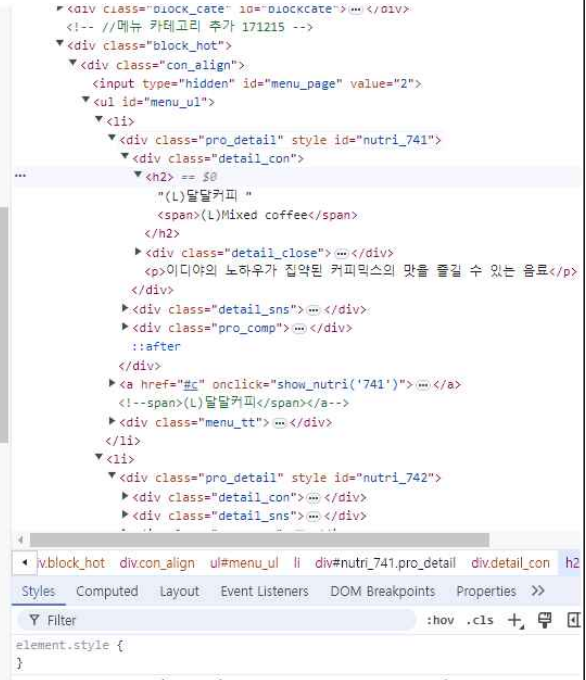 <div class="block_cate" id="blockcate">…</div>
<!-- //메뉴 카테고리 추가 171215 -->
▼<div class="block_hot">
▼<div class="con_align">
<input type="hidden" id="menu_page" value="2">
▼<ul id="menu_ul">
▼<li>
▼<div class="pro_detail" style id="nutri_741">
▼<div class="detail_con">
… ▼<h2> == $0
"(L)달달커피 "
<span>(L)Mixed coffee</span>
</h2>
▶<div class="detail_close">…</div>
<p>이디야의 노하우가 집약된 커피믹스의 맛을 즐길 수 있는 음료</p>
</div>
▶<div class="detail_sns">…</div>
▶<div class="pro_comp">…</div>
::after
</div>
▶<a href="#c" onclick="show_nutri('741')">…</a>
<!--span>(L)달달커피</span></a-->
▶<div class="menu_tt">…</div>
</li>
▼<li>
▼<div class="pro_detail" style id="nutri_742">
▶<div class="detail_con">…</div>
▶<div class="detail_sns">…</div>
iv.block_hot div.con_align ul#menu_ul li div#nutri_741.pro_detail div.detail_con h2
Styles Computed Layout Event Listeners DOM Breakpoints Properties
Filter :hov .cls
element.style {
}